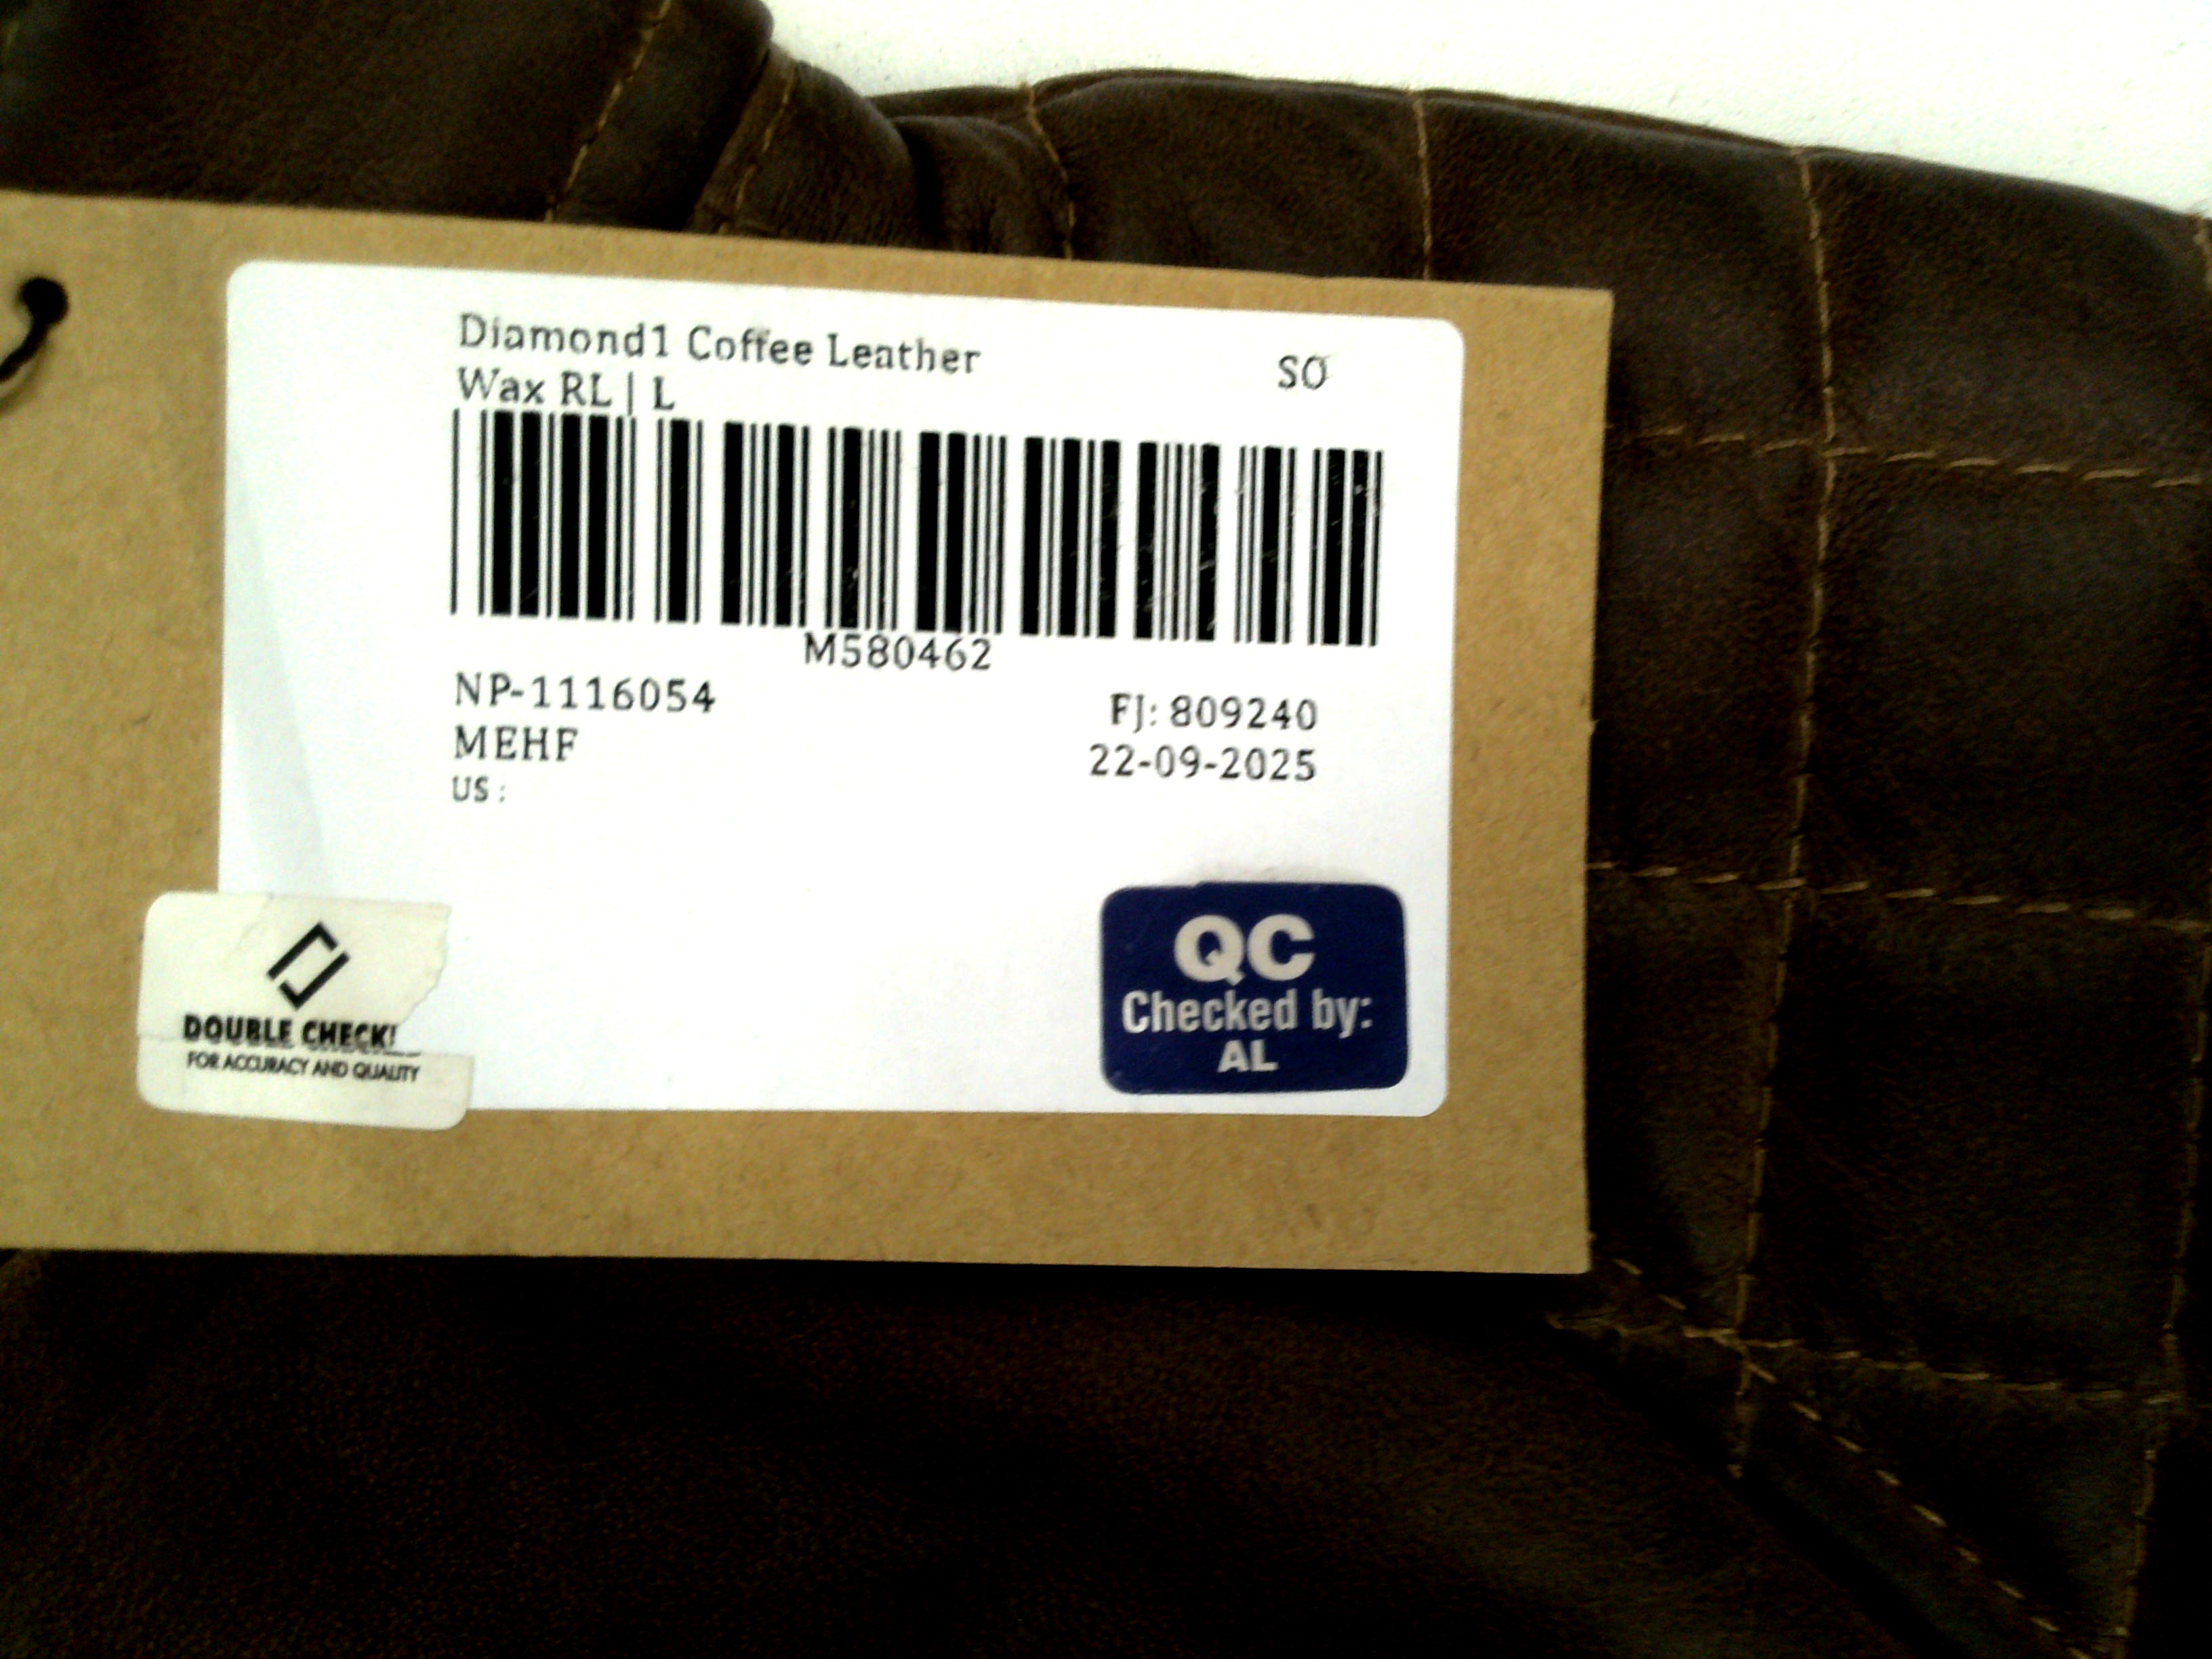 Diamond1 Coffee Leather
Wax RL | L
SO
M580462
NP-1116054
FJ: 809240
MEHF
22-09-2025
US :
DOUBLE CHECK!
FOR ACCURACY AND QUALITY
QC
Checked by:
AL